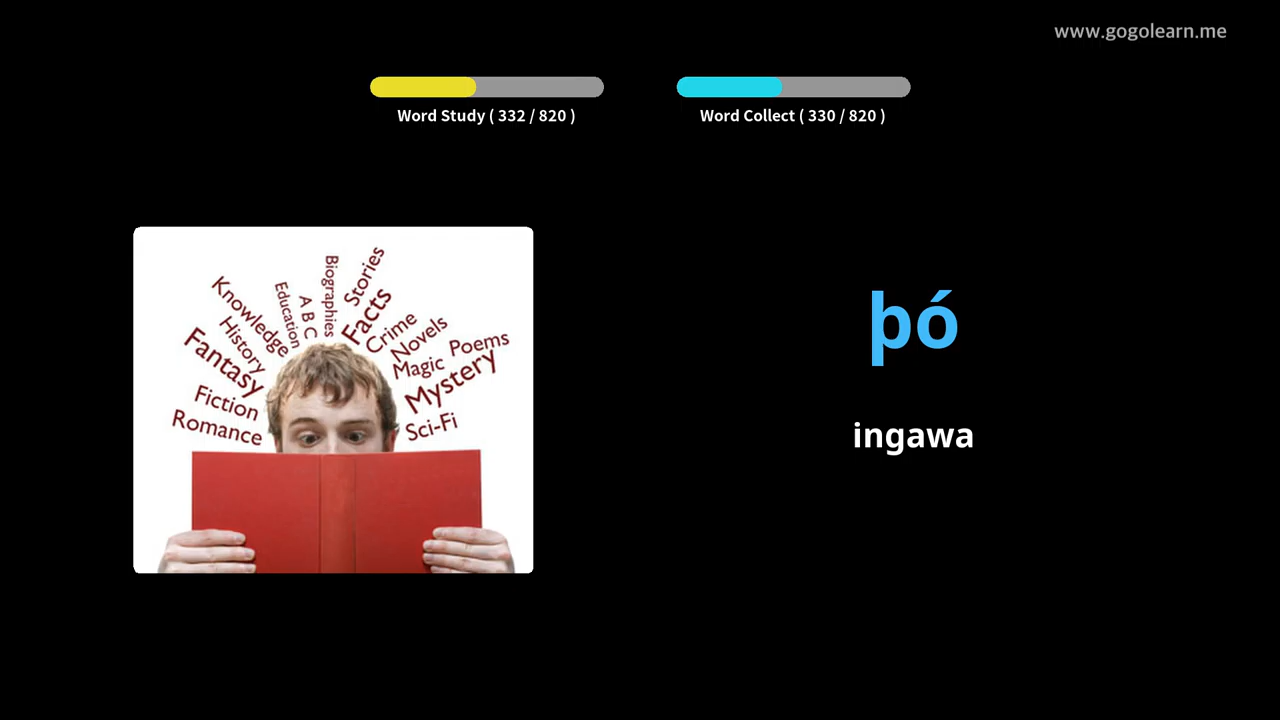 www.gogolearn.me
Word Study ( 332 / 820 )
Word Collect ( 330 / 820 )
Knowledge
History
Fantasy
Fiction
Romance
Education
A B C
Biographies
Stories
Facts
Crime
Novels
Magic
Poems
Mystery
Sci-Fi
þó
ingawa